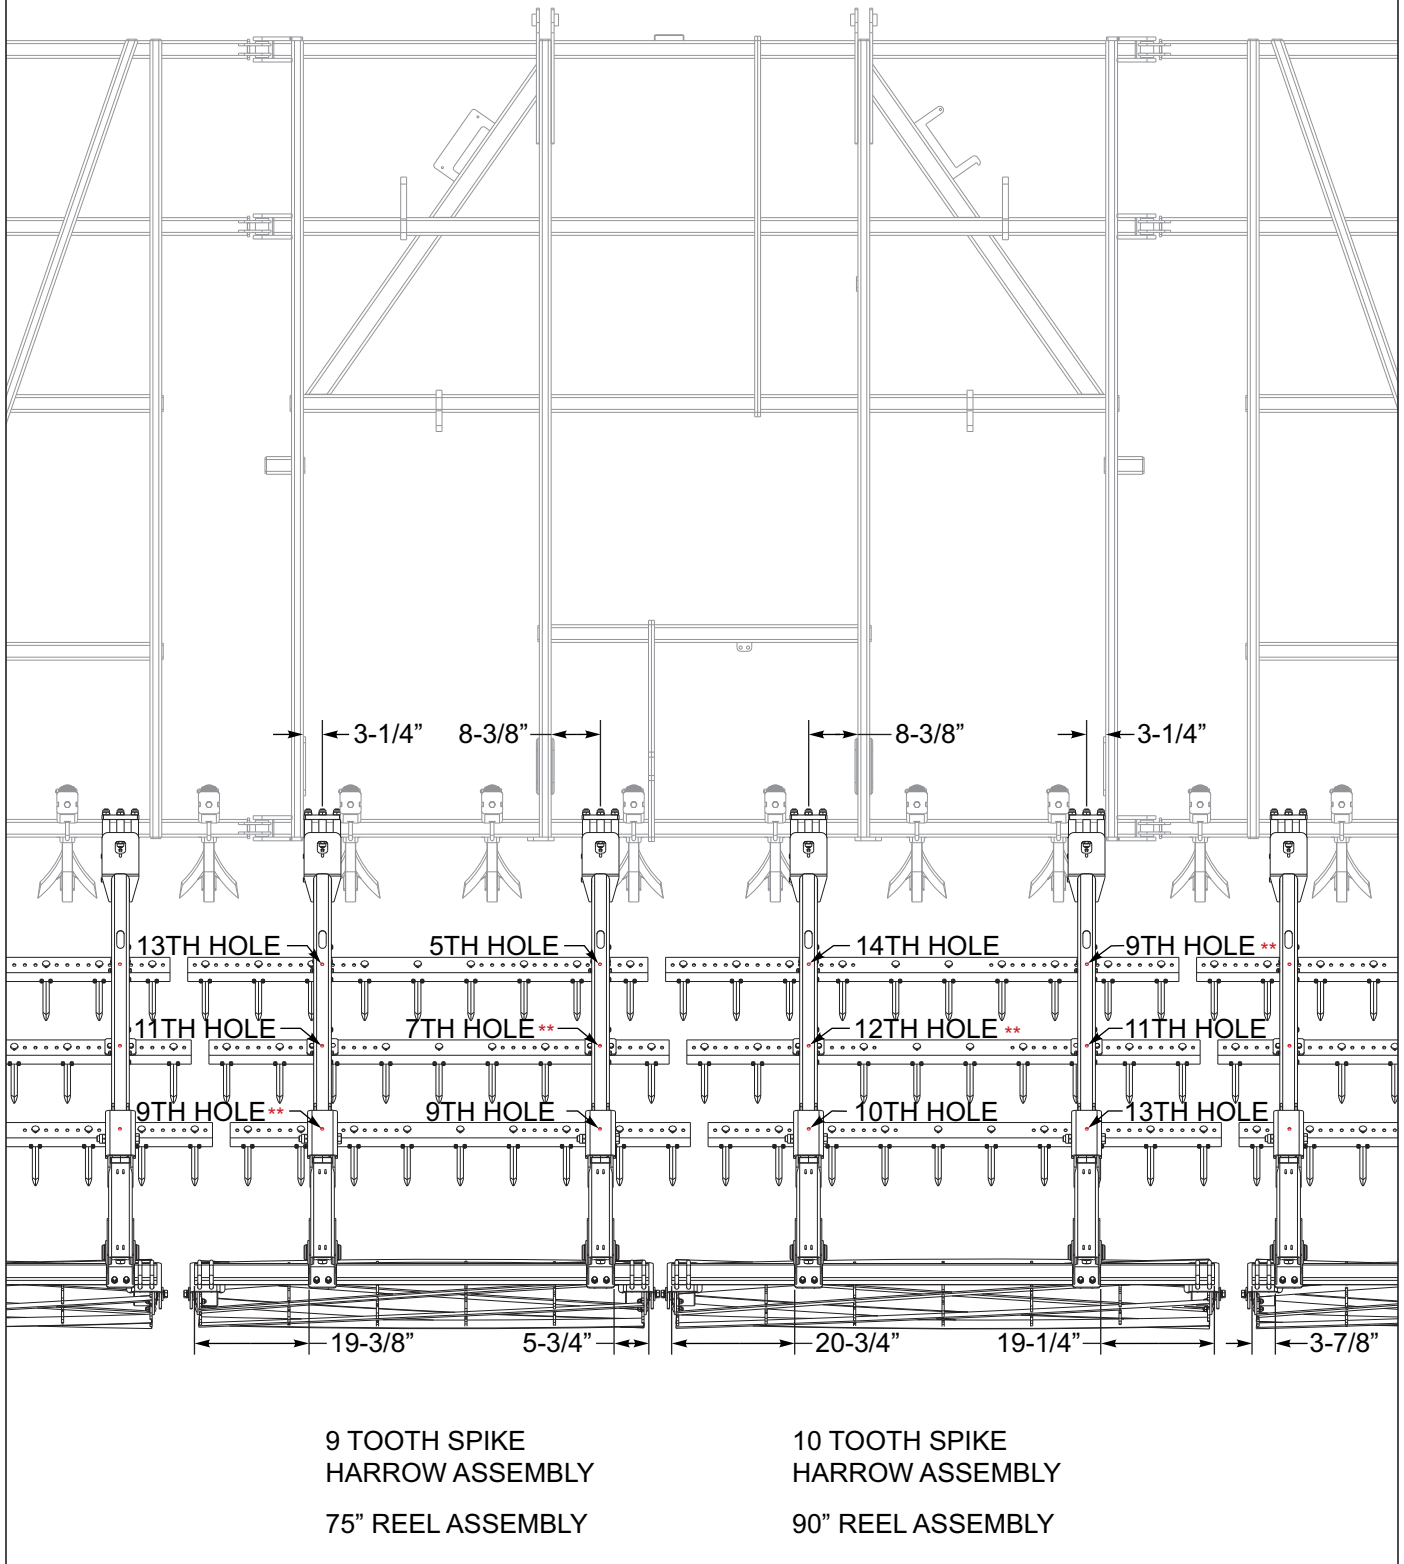 3-1/4” 8-3/8” 8-3/8” 3-1/4”
13TH HOLE 5TH HOLE 14TH HOLE 9TH HOLE **
11TH HOLE 7TH HOLE ** 12TH HOLE ** 11TH HOLE
9TH HOLE ** 9TH HOLE 10TH HOLE 13TH HOLE
19-3/8” 5-3/4” 20-3/4” 19-1/4” 3-7/8”
9 TOOTH SPIKE
HARROW ASSEMBLY
75” REEL ASSEMBLY
10 TOOTH SPIKE
HARROW ASSEMBLY
90” REEL ASSEMBLY